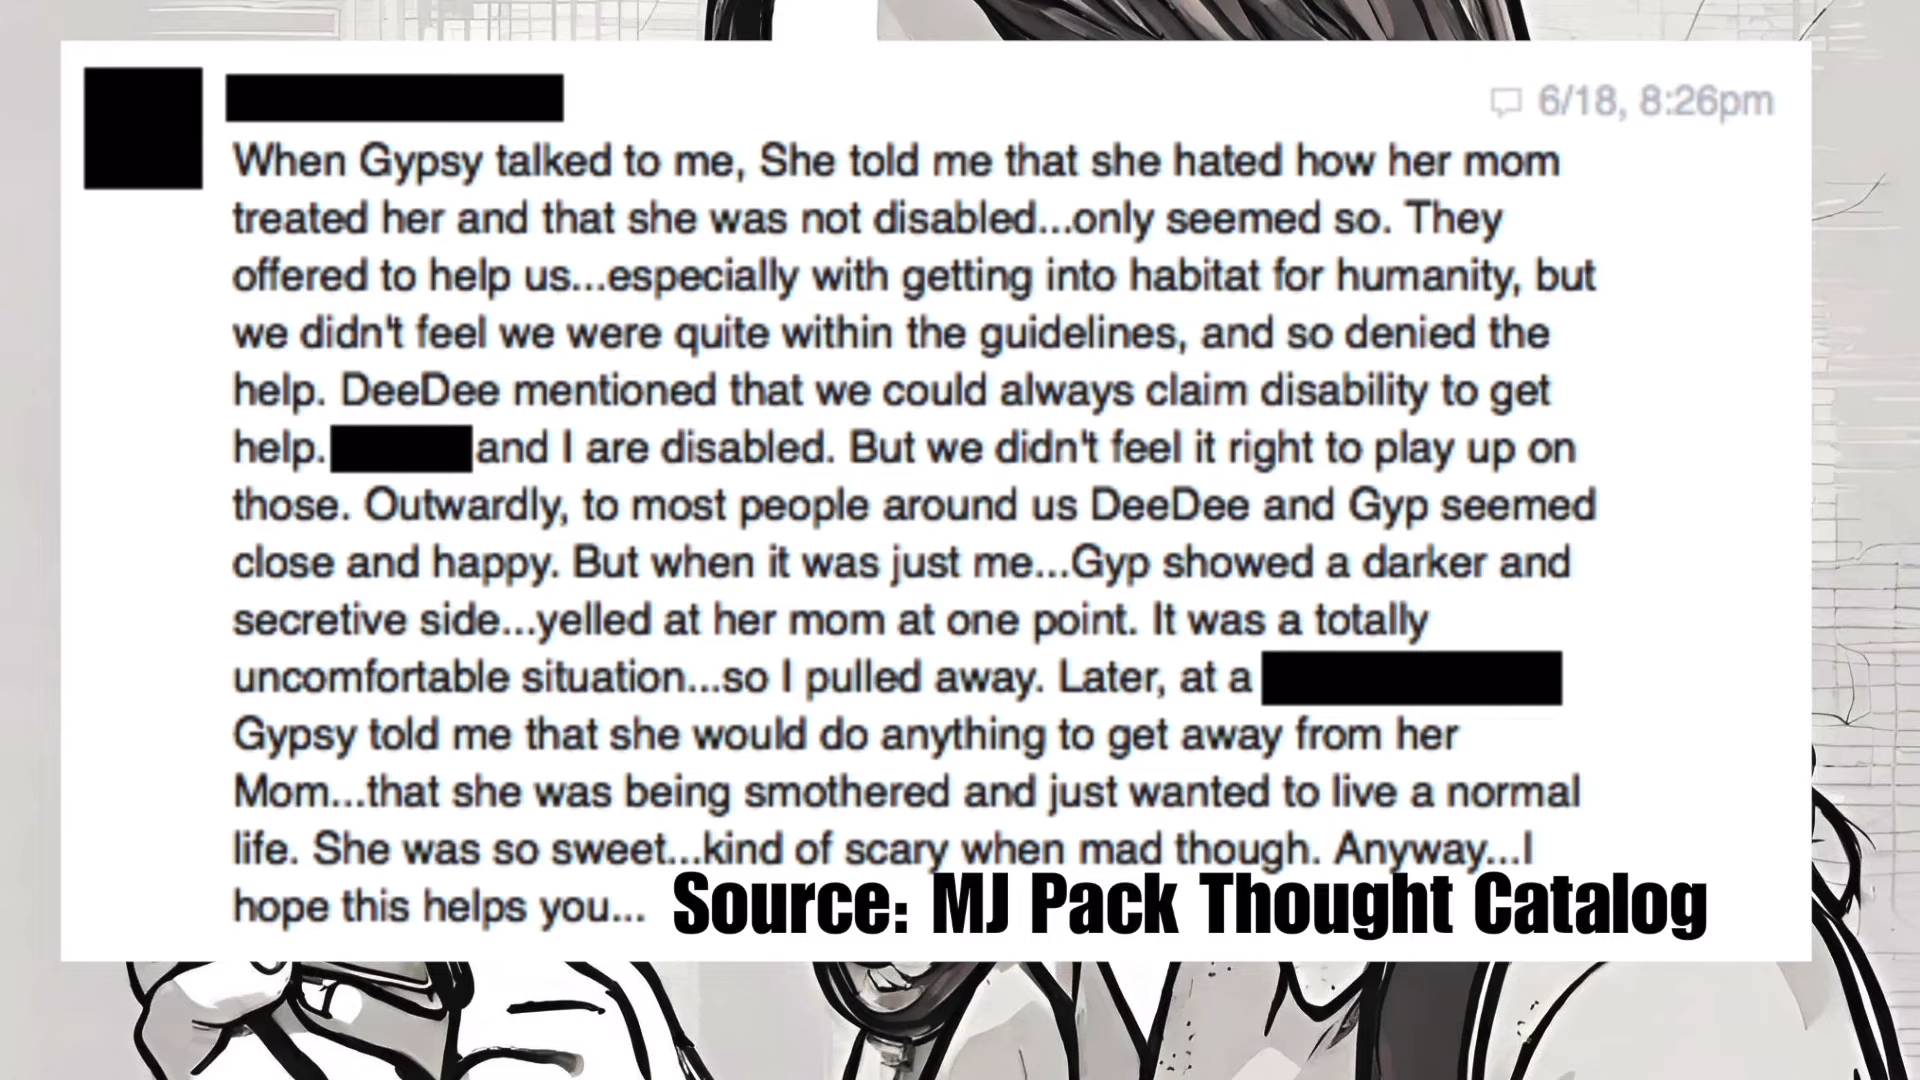 6/18, 8:26pm
When Gypsy talked to me, She told me that she hated how her mom
treated her and that she was not disabled...only seemed so. They
offered to help us...especially with getting into habitat for humanity, but
we didn't feel we were quite within the guidelines, and so denied the
help. DeeDee mentioned that we could always claim disability to get
help. and I are disabled. But we didn't feel it right to play up on
those. Outwardly, to most people around us DeeDee and Gyp seemed
close and happy. But when it was just me...Gyp showed a darker and
secretive side...yelled at her mom at one point. It was a totally
uncomfortable situation...so I pulled away. Later, at a
Gypsy told me that she would do anything to get away from her
Mom...that she was being smothered and just wanted to live a normal
life. She was so sweet...kind of scary when mad though. Anyway...I
hope this helps you...
Source: MJ Pack Thought Catalog